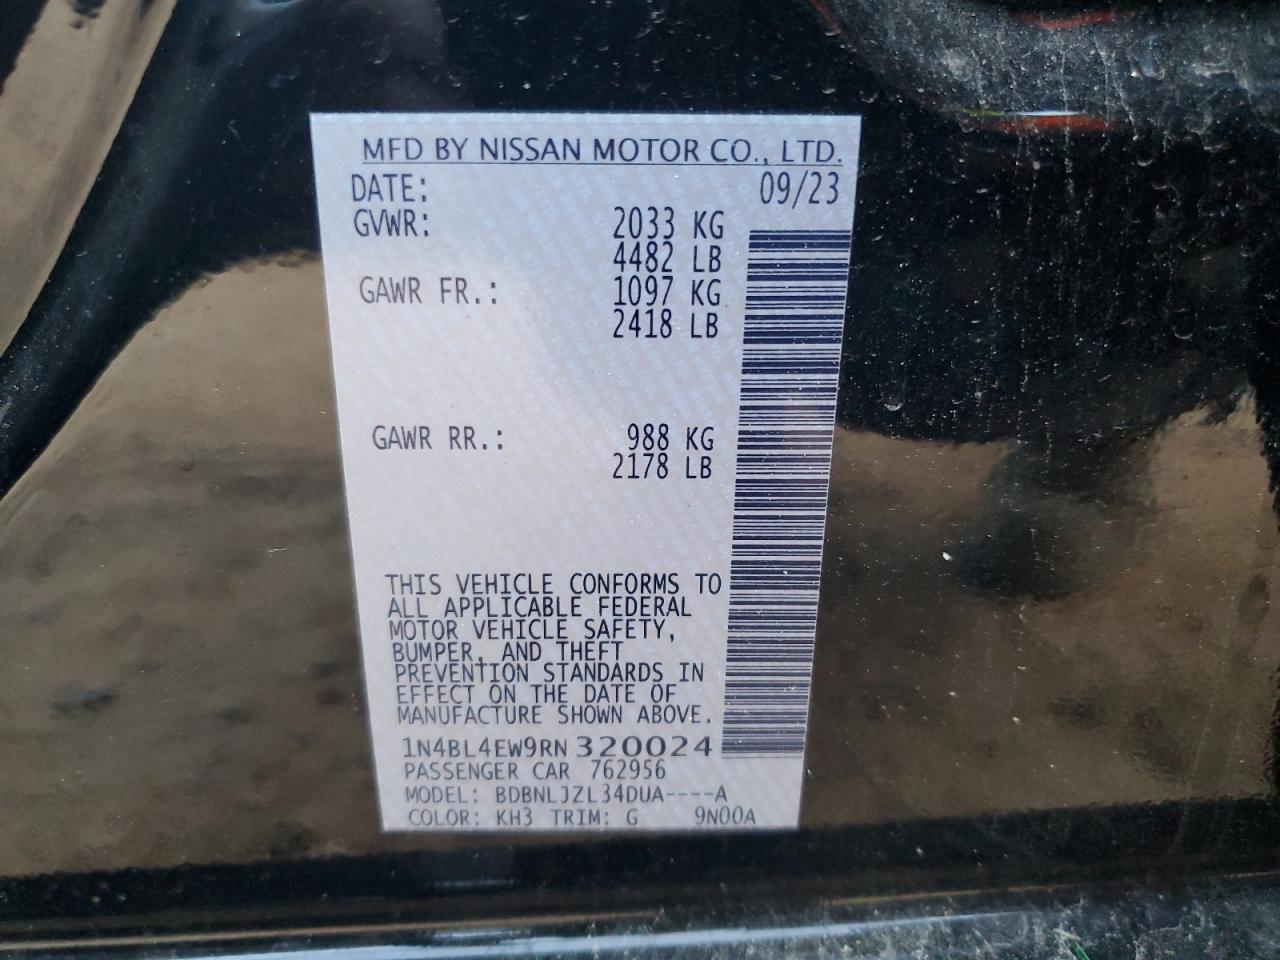 MFD BY NISSAN MOTOR CO., LTD.
DATE: 09/23
GVWR: 2033 KG
4482 LB
GAWR FR.: 1097 KG
2418 LB
GAWR RR.: 988 KG
2178 LB
THIS VEHICLE CONFORMS TO
ALL APPLICABLE FEDERAL
MOTOR VEHICLE SAFETY,
BUMPER, AND THEFT
PREVENTION STANDARDS IN
EFFECT ON THE DATE OF
MANUFACTURE SHOWN ABOVE.
1N4BL4EW9RN320024
PASSENGER CAR 762956
MODEL: BDBNLJZL34DUA----A
COLOR: KH3 TRIM: G 9N00A